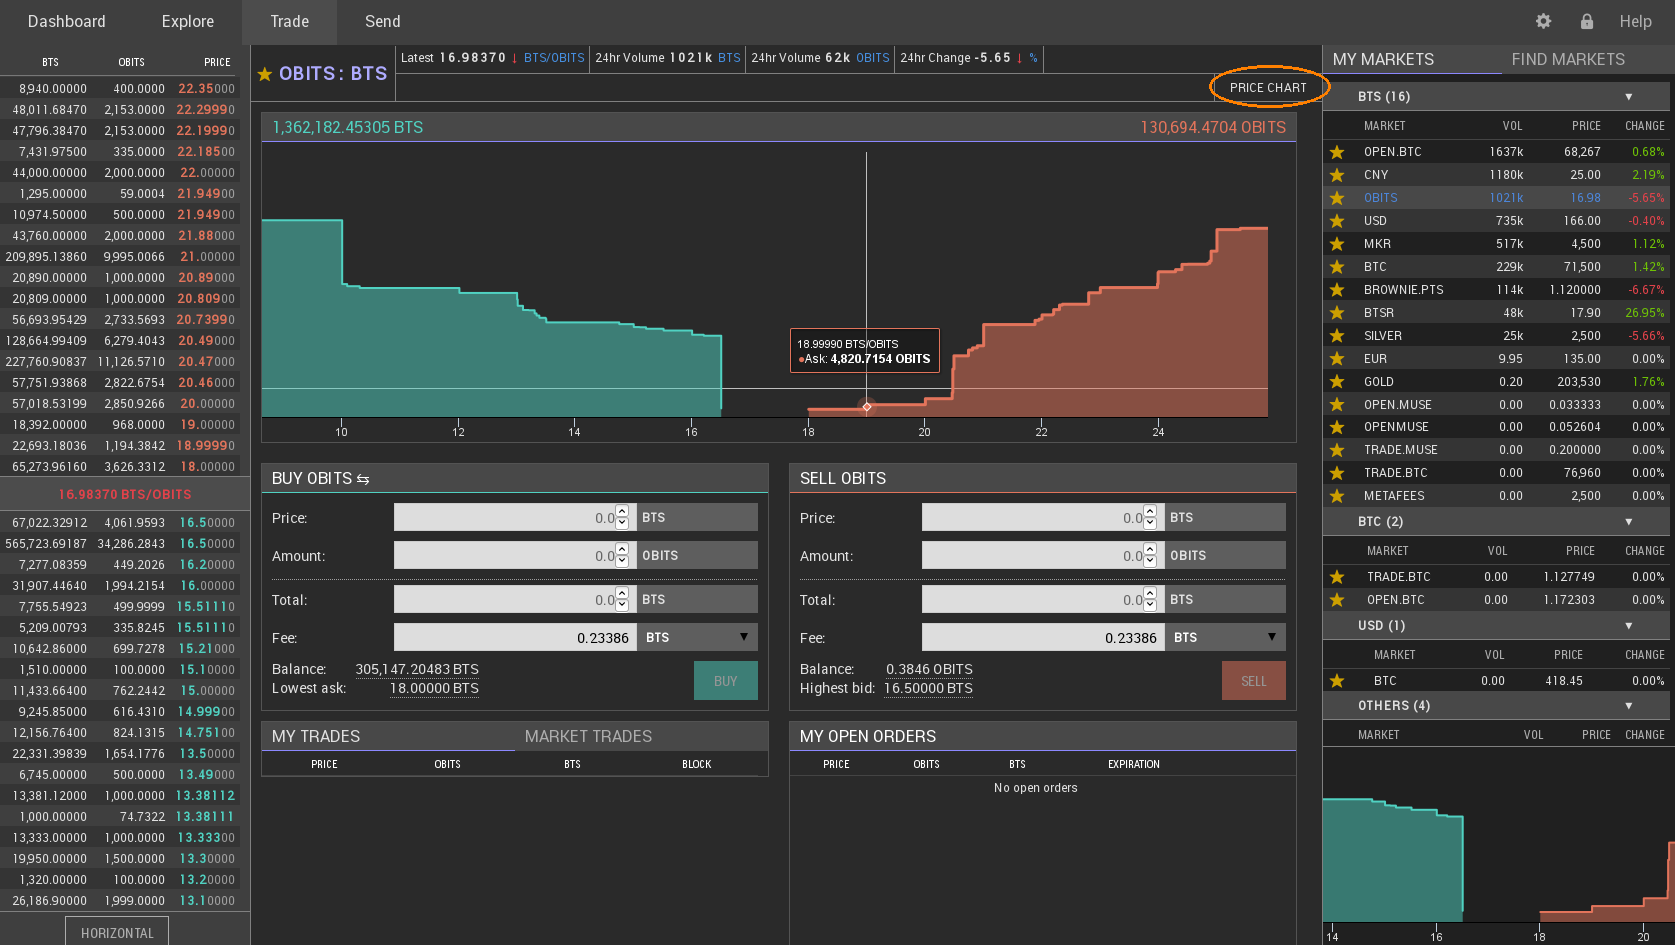 Dashboard Explore Trade Send Help
BTS OBITS PRICE
8,940.00000 400.0000 22.35000
48,011.68470 2,153.0000 22.29990
47,796.38470 2,153.0000 22.19990
7,431.97500 335.0000 22.18500
44,000.00000 2,000.0000 22.00000
1,295.00000 59.0004 21.94900
10,974.50000 500.0000 21.94900
43,760.00000 2,000.0000 21.88000
209,895.13860 9,995.0066 21.00000
20,890.00000 1,000.0000 20.89000
20,809.00000 1,000.0000 20.80900
56,693.95429 2,733.5693 20.73990
128,664.99409 6,279.4043 20.49000
227,760.90837 11,126.5710 20.47000
57,751.93868 2,822.6754 20.46000
57,018.53199 2,850.9266 20.00000
18,392.00000 968.0000 19.00000
22,693.18036 1,194.3842 18.99990
65,273.96160 3,626.3312 18.00000
16.98370 BTS/OBITS
67,022.32912 4,061.9593 16.50000
565,723.69187 34,286.2843 16.50000
7,277.08359 449.2026 16.20000
31,907.44640 1,994.2154 16.00000
7,755.54923 499.9999 15.51110
5,209.00793 335.8245 15.51110
10,642.86000 699.7278 15.21000
1,510.00000 100.0000 15.10000
11,433.66400 762.2442 15.00000
9,245.85000 616.4310 14.99900
12,156.76400 824.1315 14.75100
22,331.39839 1,654.1776 13.50000
6,745.00000 500.0000 13.49000
13,381.12000 1,000.0000 13.38112
1,000.00000 74.7322 13.38111
13,333.00000 1,000.0000 13.33300
19,950.00000 1,500.0000 13.30000
1,320.00000 100.0000 13.20000
26,186.90000 1,999.0000 13.10000
HORIZONTAL
OBITS : BTS
Latest 16.98370 ↓ BTS/OBITS 24hr Volume 1021k BTS 24hr Volume 62k OBITS 24hr Change -5.65 ↓ %
PRICE CHART
1,362,182.45305 BTS 130,694.4704 OBITS
18.99990 BTS/OBITS
●Ask: 4,820.7154 OBITS
10 12 14 16 18 20 22 24
BUY OBITS ⇆
Price: 0.0 BTS
Amount: 0.0 OBITS
Total: 0.0 BTS
Fee: 0.23386 BTS ▼
Balance: 305,147.20483 BTS
Lowest ask: 18.00000 BTS
BUY
SELL OBITS
Price: 0.0 BTS
Amount: 0.0 OBITS
Total: 0.0 BTS
Fee: 0.23386 BTS ▼
Balance: 0.3846 OBITS
Highest bid: 16.50000 BTS
SELL
MY TRADES MARKET TRADES
PRICE OBITS BTS BLOCK
MY OPEN ORDERS
PRICE OBITS BTS EXPIRATION
No open orders
MY MARKETS FIND MARKETS
BTS (16) ▼
MARKET VOL PRICE CHANGE
OPEN.BTC 1637k 68,267 0.68%
CNY 1180k 25.00 2.19%
OBITS 1021k 16.98 -5.65%
USD 735k 166.00 -0.40%
MKR 517k 4,500 1.12%
BTC 229k 71,500 1.42%
BROWNIE.PTS 114k 1.120000 -6.67%
BTSR 48k 17.90 26.95%
SILVER 25k 2,500 -5.66%
EUR 9.95 135.00 0.00%
GOLD 0.20 203,530 1.76%
OPEN.MUSE 0.00 0.033333 0.00%
OPENMUSE 0.00 0.052604 0.00%
TRADE.MUSE 0.00 0.200000 0.00%
TRADE.BTC 0.00 76,960 0.00%
METAFEES 0.00 2,500 0.00%
BTC (2) ▼
MARKET VOL PRICE CHANGE
TRADE.BTC 0.00 1.127749 0.00%
OPEN.BTC 0.00 1.172303 0.00%
USD (1) ▼
MARKET VOL PRICE CHANGE
BTC 0.00 418.45 0.00%
OTHERS (4) ▼
MARKET VOL PRICE CHANGE
14 16 18 20